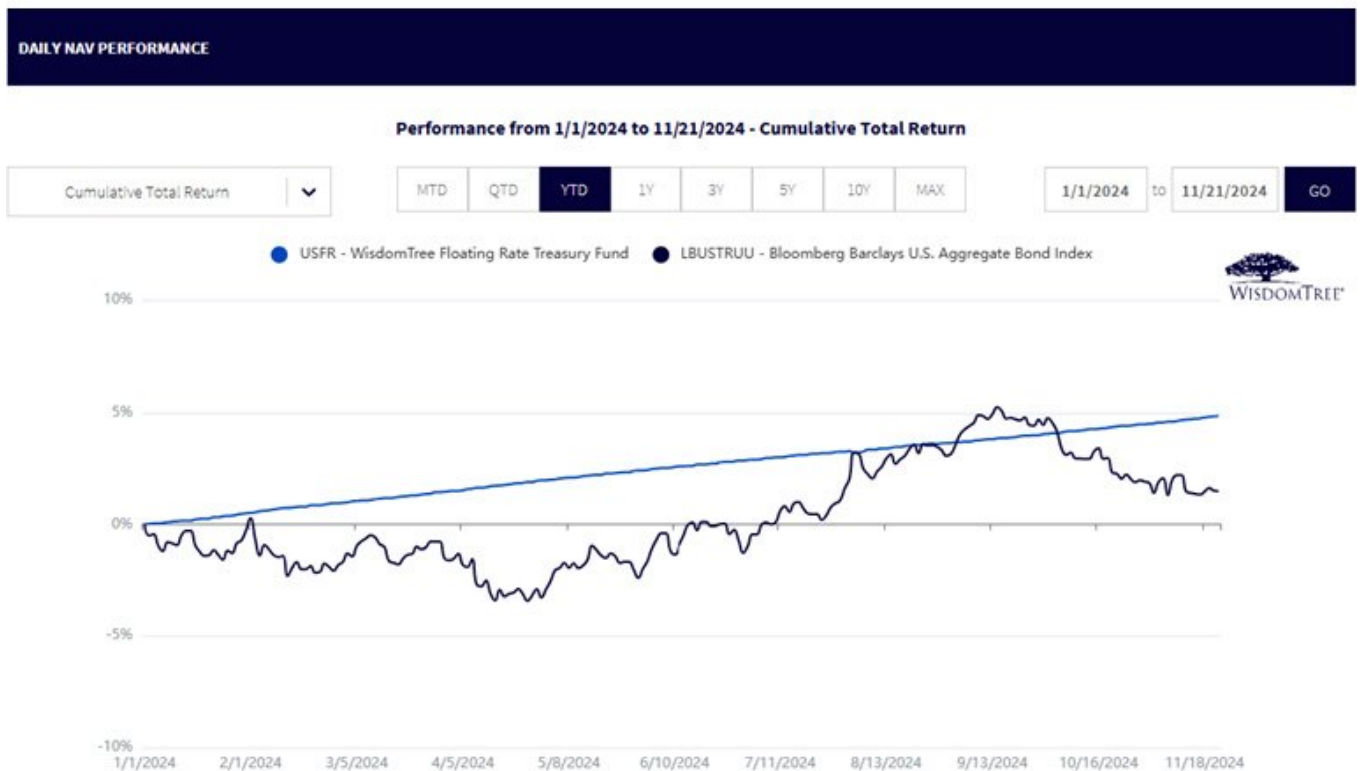 DAILY NAV PERFORMANCE
Performance from 1/1/2024 to 11/21/2024 - Cumulative Total Return
Cumulative Total Return MTD QTD YTD 1Y 3Y 5Y 10Y MAX 1/1/2024 to 11/21/2024 GO
USFR - WisdomTree Floating Rate Treasury Fund LBUSTRUU - Bloomberg Barclays U.S. Aggregate Bond Index
WISDOMTREE®
10%
5%
0%
-5%
-10%
1/1/2024 2/1/2024 3/5/2024 4/5/2024 5/8/2024 6/10/2024 7/11/2024 8/13/2024 9/13/2024 10/16/2024 11/18/2024